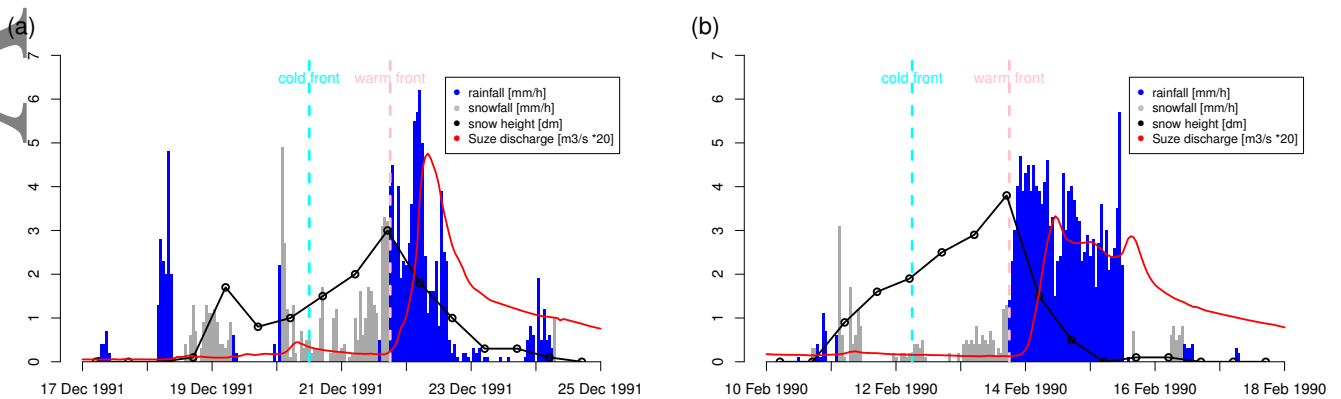 (a)
7
6
5
4
3
2
1
0
cold front
warm front
rainfall [mm/h]
snowfall [mm/h]
snow height [dm]
Suze discharge [m3/s *20]
17 Dec 1991
19 Dec 1991
21 Dec 1991
23 Dec 1991
25 Dec 1991
(b)
7
6
5
4
3
2
1
0
cold front
warm front
rainfall [mm/h]
snowfall [mm/h]
snow height [dm]
Suze discharge [m3/s *20]
10 Feb 1990
12 Feb 1990
14 Feb 1990
16 Feb 1990
18 Feb 1990